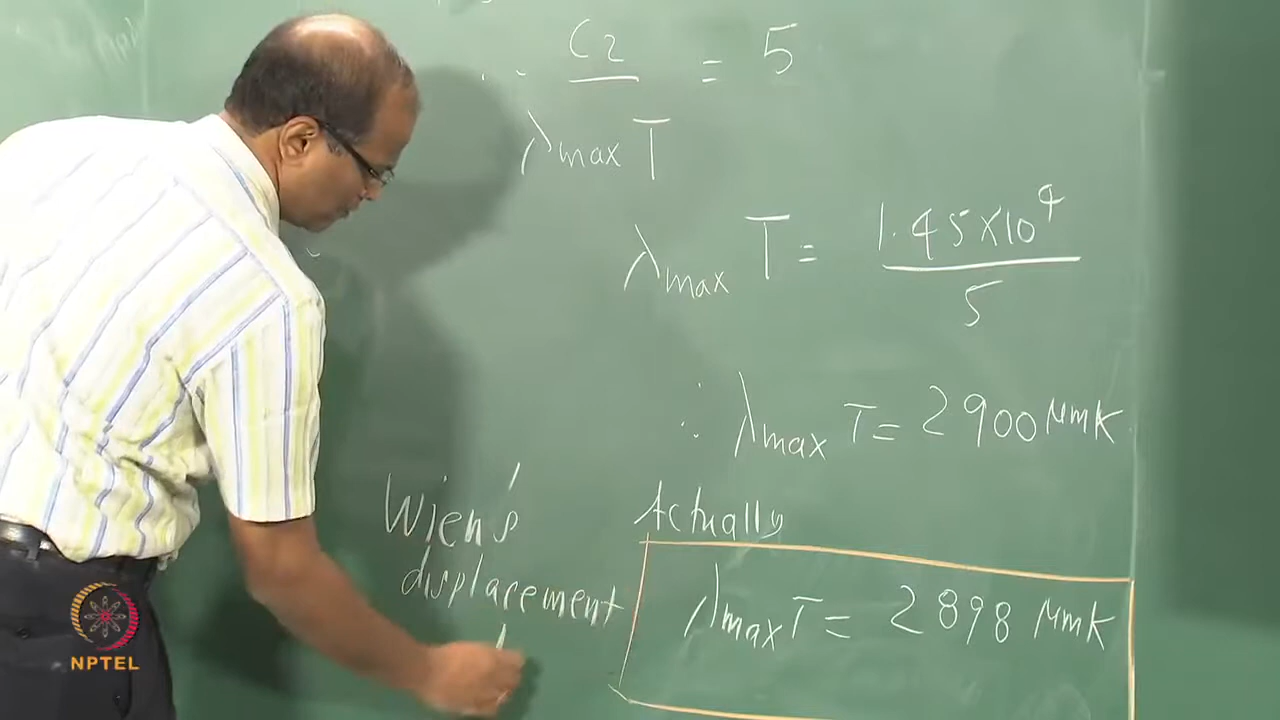 C2
∴ ── = 5
λmax T
λmax T = 1.45×10⁴
5
∴ λmax T = 2900 μmK
Actually
λmax T = 2898 μmK
Wien's
displacement
NPTEL